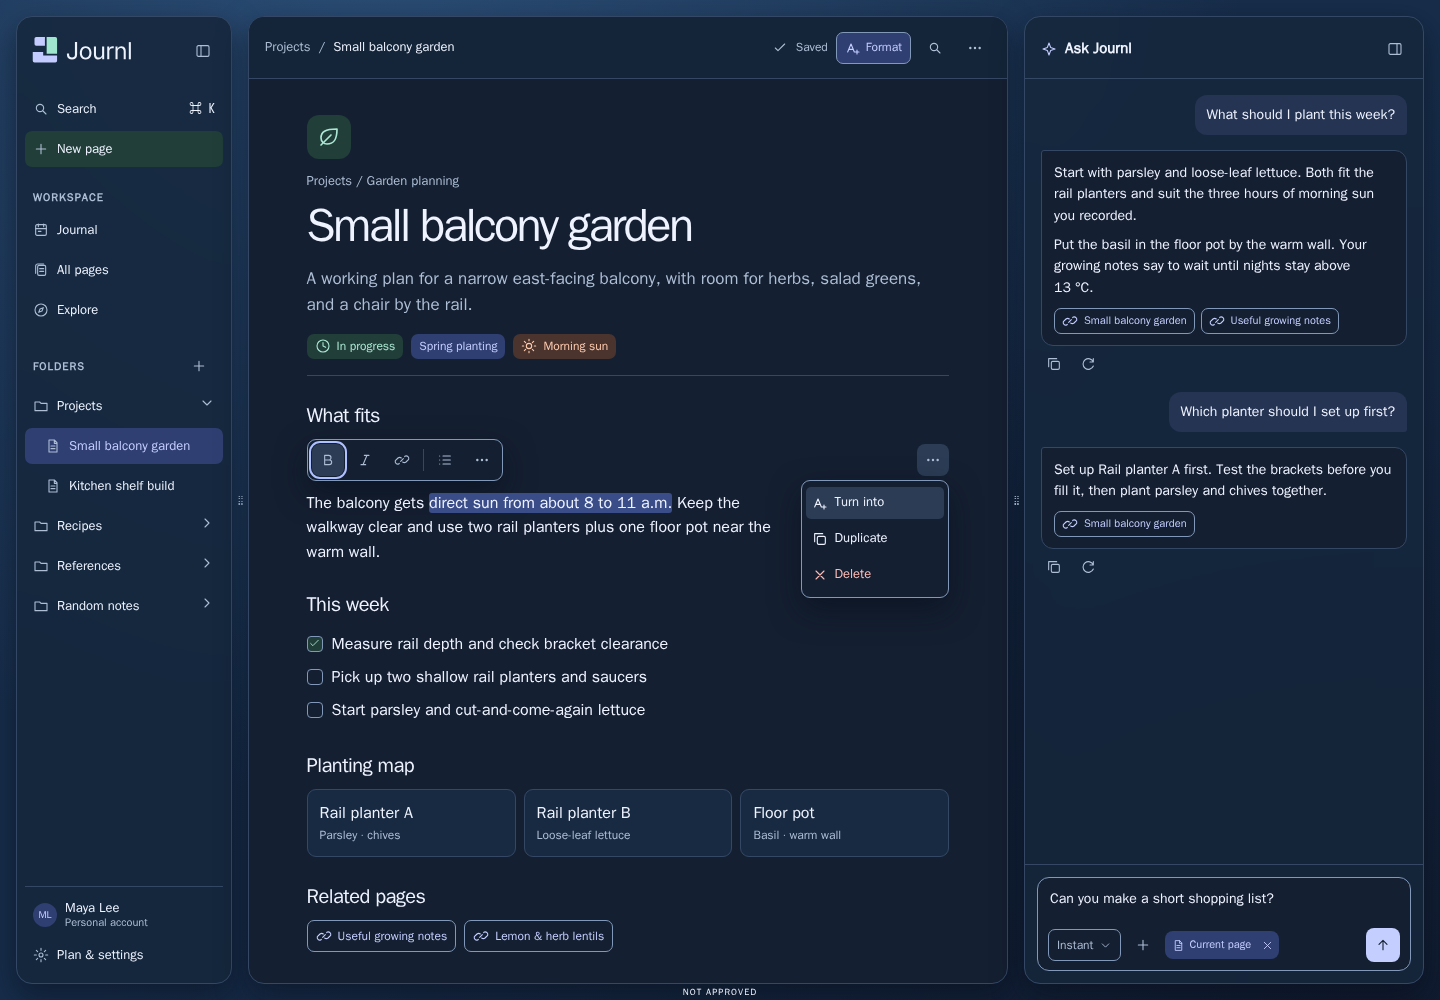 Journl
Search
⌘ K
New page
WORKSPACE
Journal
All pages
Explore
FOLDERS
Projects
Small balcony garden
Kitchen shelf build
Recipes
References
Random notes
ML
Maya Lee
Personal account
Plan & settings
Projects / Small balcony garden
Saved
Format
Projects / Garden planning
Small balcony garden
A working plan for a narrow east-facing balcony, with room for herbs, salad greens,
and a chair by the rail.
In progress
Spring planting
Morning sun
What fits
B I
The balcony gets direct sun from about 8 to 11 a.m. Keep the
walkway clear and use two rail planters plus one floor pot near the
warm wall.
Turn into
Duplicate
Delete
This week
Measure rail depth and check bracket clearance
Pick up two shallow rail planters and saucers
Start parsley and cut-and-come-again lettuce
Planting map
Rail planter A
Parsley · chives
Rail planter B
Loose-leaf lettuce
Floor pot
Basil · warm wall
Related pages
Useful growing notes
Lemon & herb lentils
Ask Journl
What should I plant this week?
Start with parsley and loose-leaf lettuce. Both fit the
rail planters and suit the three hours of morning sun
you recorded.
Put the basil in the floor pot by the warm wall. Your
growing notes say to wait until nights stay above
13 °C.
Small balcony garden
Useful growing notes
Which planter should I set up first?
Set up Rail planter A first. Test the brackets before you
fill it, then plant parsley and chives together.
Small balcony garden
Can you make a short shopping list?
Instant
Current page
NOT APPROVED